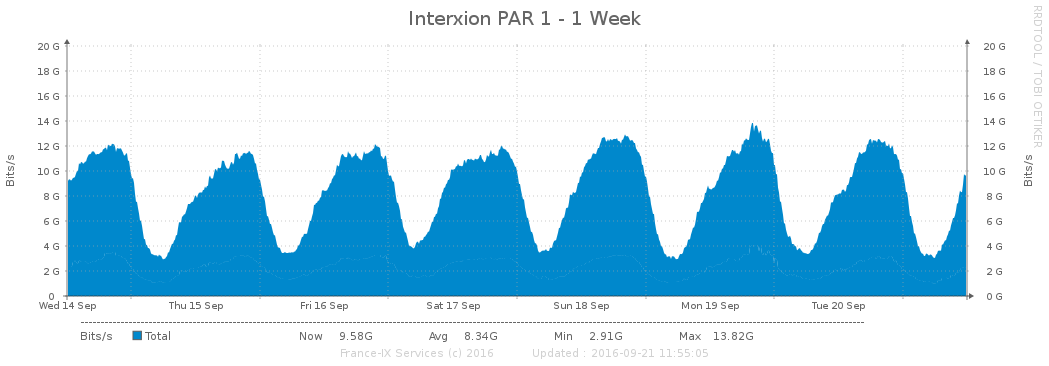 Interxion PAR 1 - 1 Week
RRDTOOL / TOBI OETIKER
Bits/s
20 G 20 G
18 G 18 G
16 G 16 G
14 G 14 G
12 G 12 G
10 G 10 G
8 G 8 G
6 G 6 G
4 G 4 G
2 G 2 G
0 0 G
Bits/s
Wed 14 Sep Thu 15 Sep Fri 16 Sep Sat 17 Sep Sun 18 Sep Mon 19 Sep Tue 20 Sep
Bits/s Total Now 9.58G Avg 8.34G Min 2.91G Max 13.82G
France-IX Services (c) 2016 Updated : 2016-09-21 11:55:05